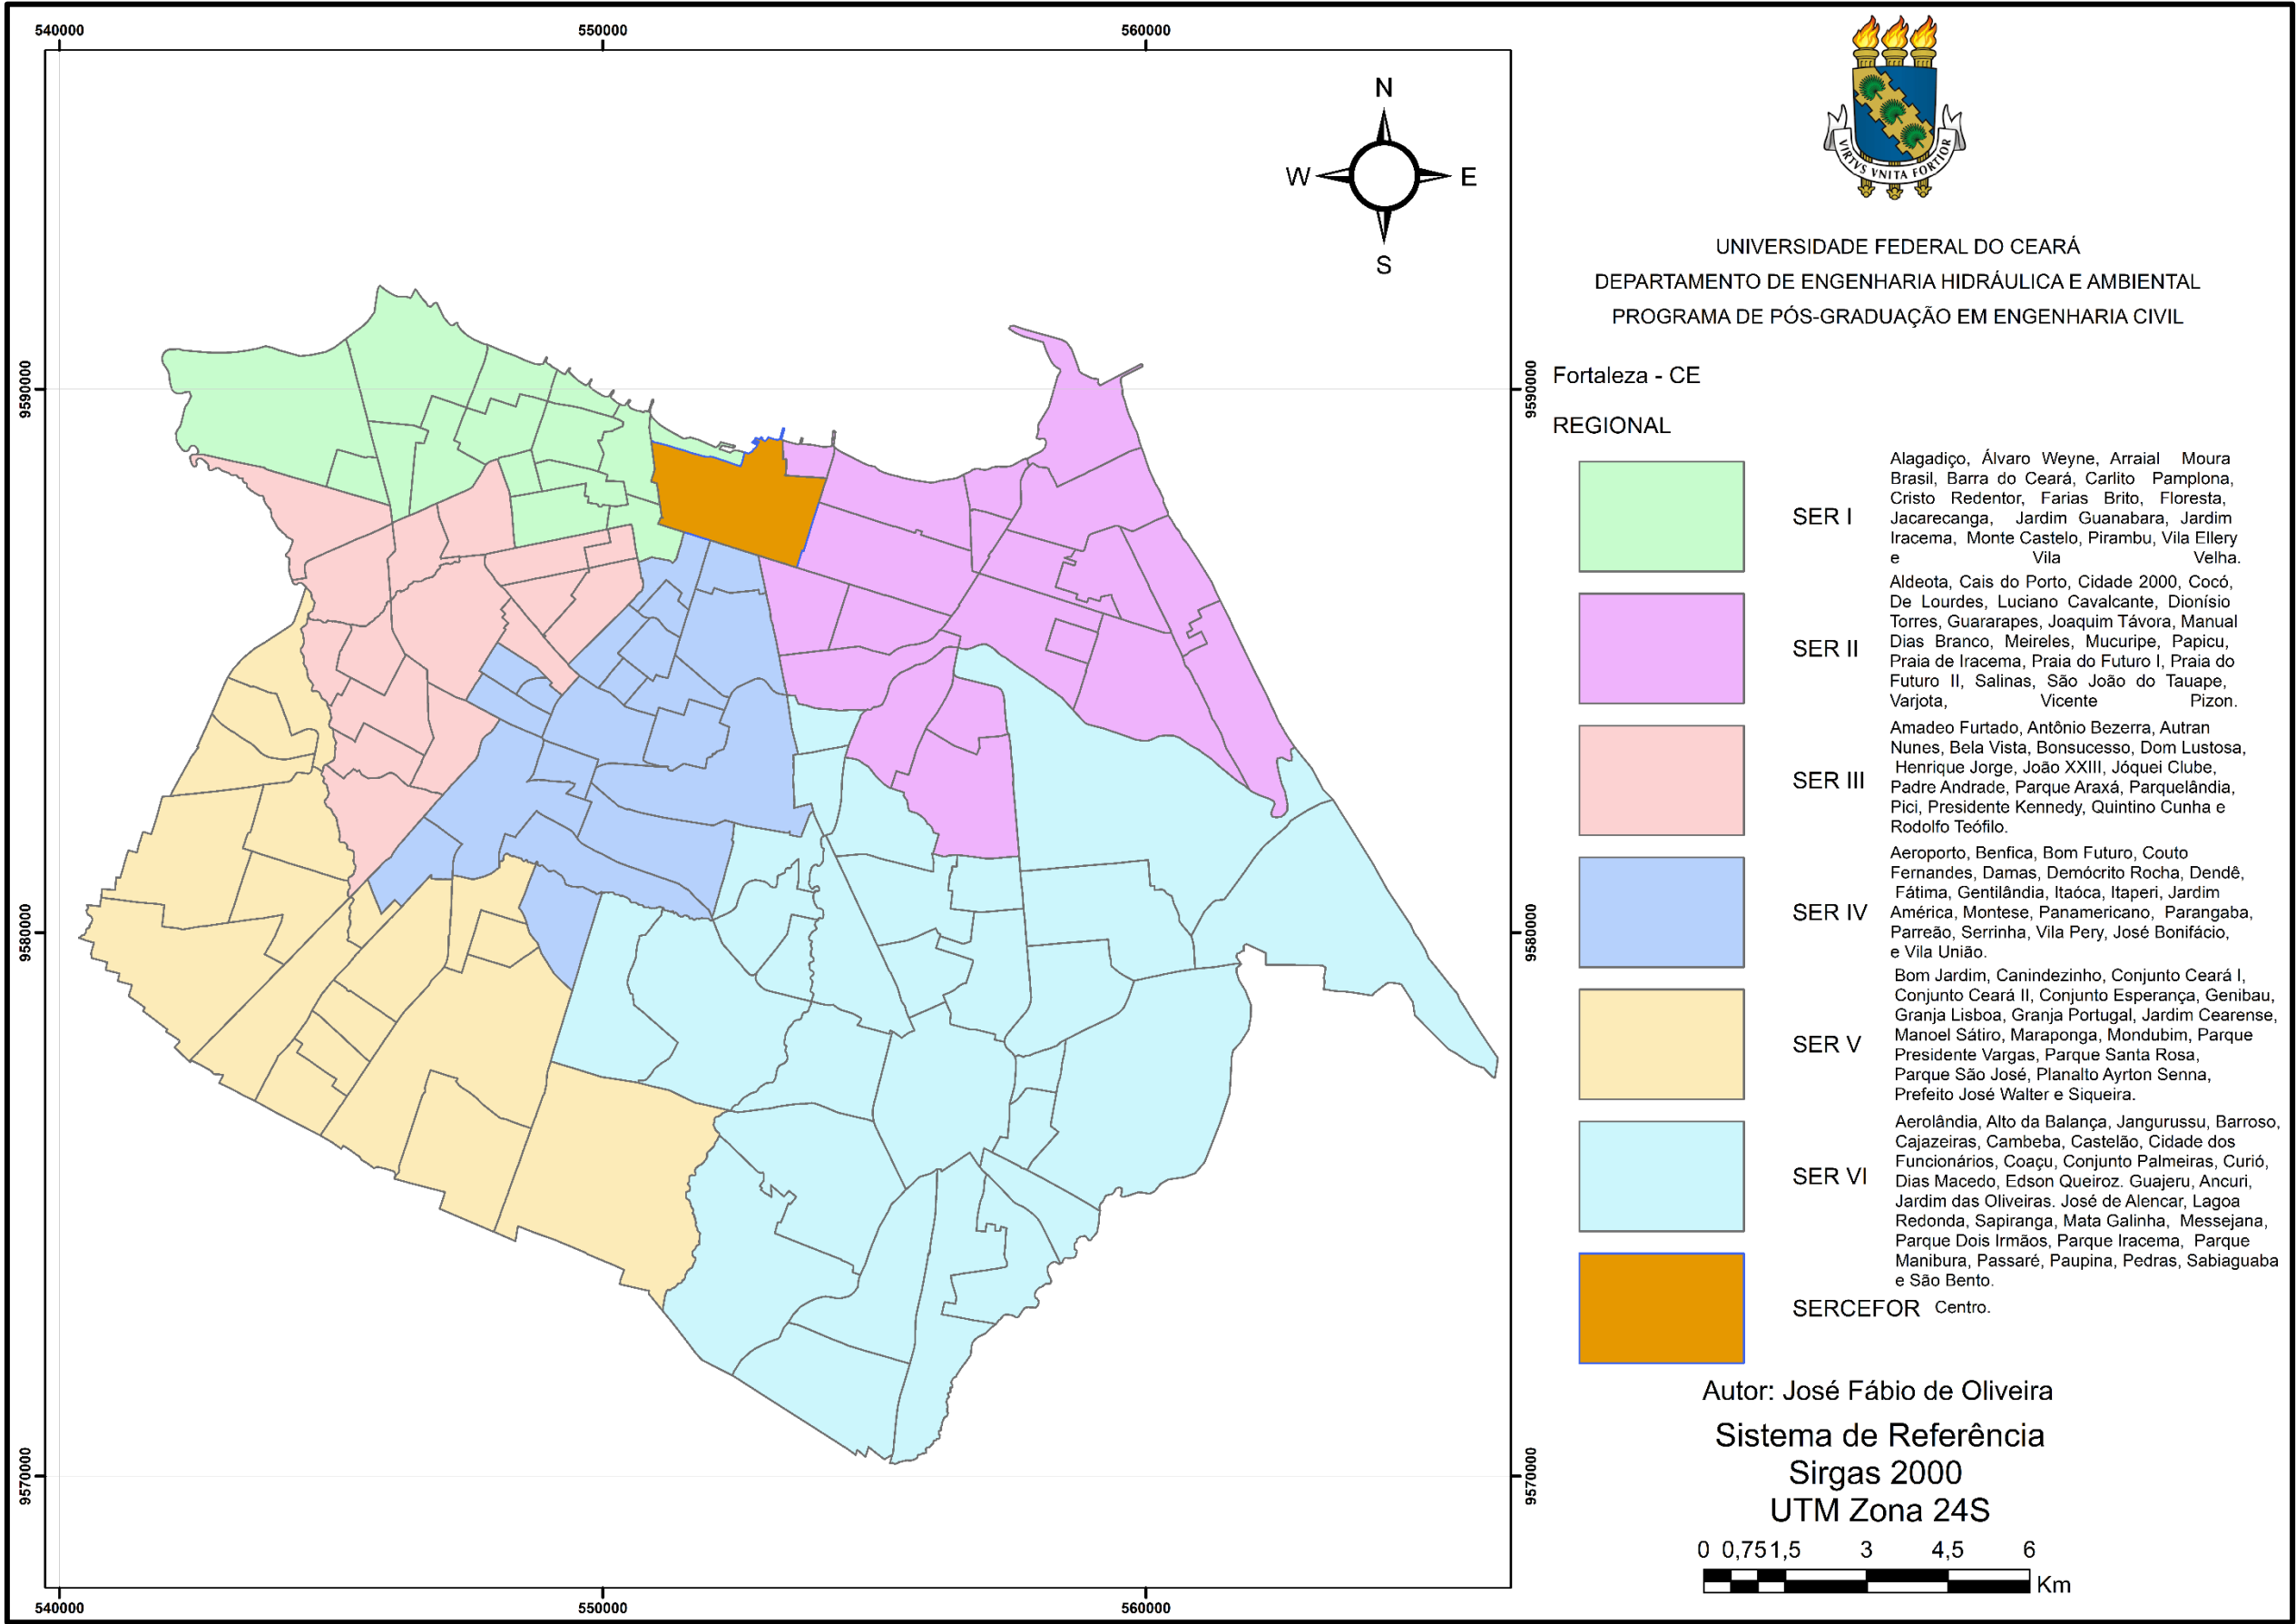 540000
550000
560000
N
W
E
S
9590000
9590000
9580000
9580000
9570000
9570000
540000
550000
560000
VIRTVS VNITA FORTIOR
UNIVERSIDADE FEDERAL DO CEARÁ
DEPARTAMENTO DE ENGENHARIA HIDRÁULICA E AMBIENTAL
PROGRAMA DE PÓS-GRADUAÇÃO EM ENGENHARIA CIVIL
Fortaleza - CE
REGIONAL
SER I
Alagadiço, Álvaro Weyne, Arraial Moura
Brasil, Barra do Ceará, Carlito Pamplona,
Cristo Redentor, Farias Brito, Floresta,
Jacarecanga, Jardim Guanabara, Jardim
Iracema, Monte Castelo, Pirambu, Vila Ellery
e Vila Velha.
SER II
Aldeota, Cais do Porto, Cidade 2000, Cocó,
De Lourdes, Luciano Cavalcante, Dionísio
Torres, Guararapes, Joaquim Távora, Manual
Dias Branco, Meireles, Mucuripe, Papicu,
Praia de Iracema, Praia do Futuro I, Praia do
Futuro II, Salinas, São João do Tauape,
Varjota, Vicente Pizon.
SER III
Amadeo Furtado, Antônio Bezerra, Autran
Nunes, Bela Vista, Bonsucesso, Dom Lustosa,
Henrique Jorge, João XXIII, Jóquei Clube,
Padre Andrade, Parque Araxá, Parquelândia,
Pici, Presidente Kennedy, Quintino Cunha e
Rodolfo Teófilo.
SER IV
Aeroporto, Benfica, Bom Futuro, Couto
Fernandes, Damas, Demócrito Rocha, Dendê,
Fátima, Gentilândia, Itaóca, Itaperi, Jardim
América, Montese, Panamericano, Parangaba,
Parreão, Serrinha, Vila Pery, José Bonifácio,
e Vila União.
SER V
Bom Jardim, Canindezinho, Conjunto Ceará I,
Conjunto Ceará II, Conjunto Esperança, Genibau,
Granja Lisboa, Granja Portugal, Jardim Cearense,
Manoel Sátiro, Maraponga, Mondubim, Parque
Presidente Vargas, Parque Santa Rosa,
Parque São José, Planalto Ayrton Senna,
Prefeito José Walter e Siqueira.
SER VI
Aerolândia, Alto da Balança, Jangurussu, Barroso,
Cajazeiras, Cambeba, Castelão, Cidade dos
Funcionários, Coaçu, Conjunto Palmeiras, Curió,
Dias Macedo, Edson Queiroz. Guajeru, Ancuri,
Jardim das Oliveiras. José de Alencar, Lagoa
Redonda, Sapiranga, Mata Galinha, Messejana,
Parque Dois Irmãos, Parque Iracema, Parque
Manibura, Passaré, Paupina, Pedras, Sabiaguaba
e São Bento.
SERCEFOR Centro.
Autor: José Fábio de Oliveira
Sistema de Referência
Sirgas 2000
UTM Zona 24S
0 0,75 1,5 3 4,5 6
Km